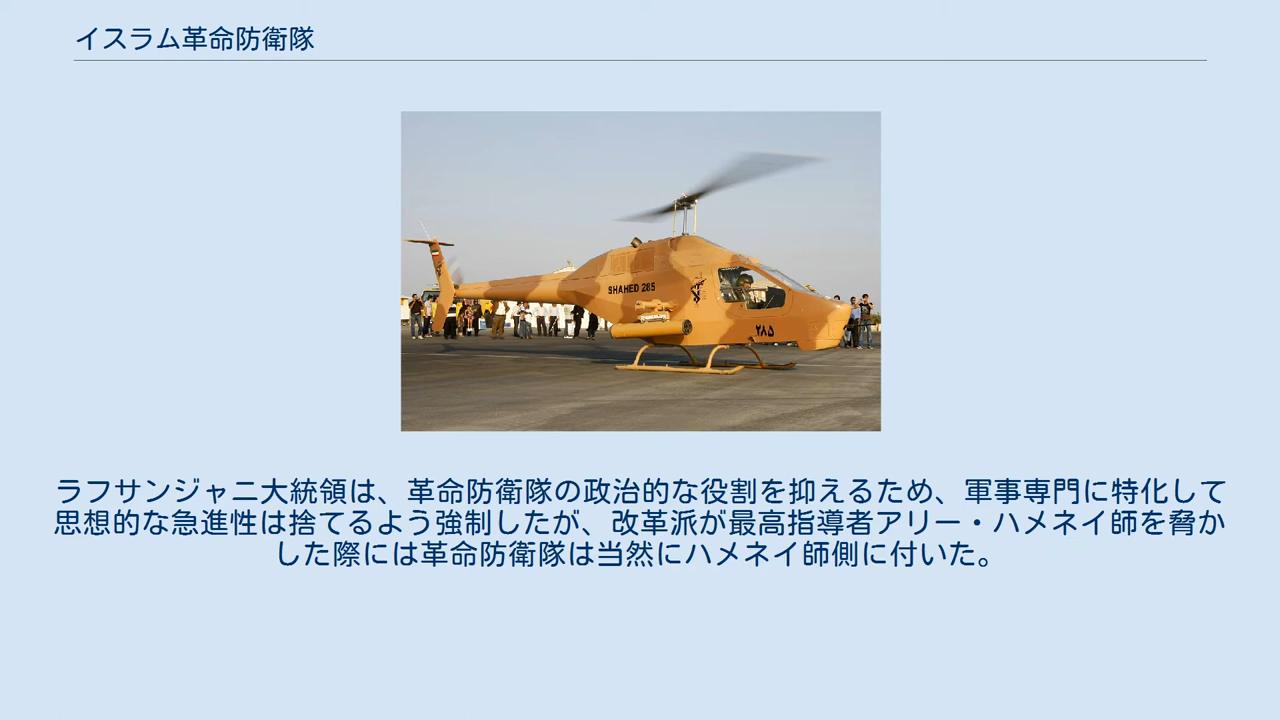 イスラム革命防衛隊
SHAHED 285
۲۸۵
ラフサンジャニ大統領は、革命防衛隊の政治的な役割を抑えるため、軍事専門に特化して
思想的な急進性は捨てるよう強制したが、改革派が最高指導者アリー・ハメネイ師を脅か
した際には革命防衛隊は当然にハメネイ師側に付いた。